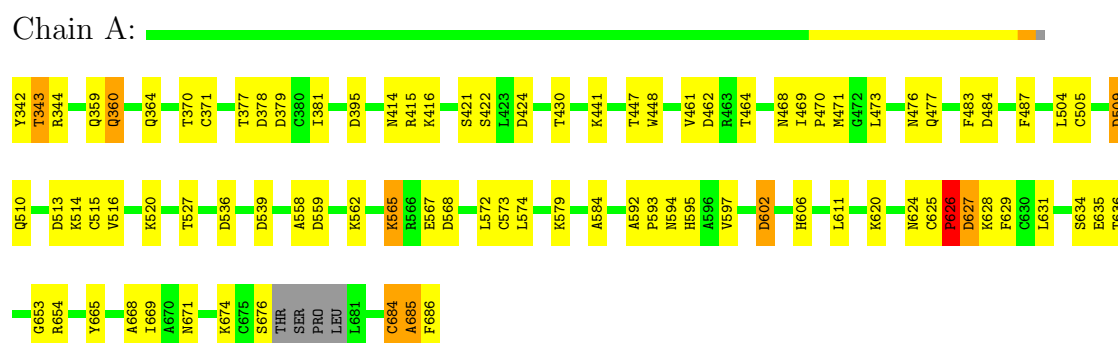 Chain A:
Y342 T343 R344 Q359 Q360 Q364 T370 C371 T377 D378 D379 C380 I381 D395 N414 R415 K416 S421 S422 L423 D424 T430 K441 T447 W448 V461 D462 R463 T464 N468 I469 P470 M471 G472 L473 N476 Q477 F483 D484 F487 L504 C505 D509
Q510 D513 K514 C515 V516 K520 T527 D536 D539 A558 D559 K562 K565 R566 E567 D568 L572 C573 L574 K579 A584 A592 P593 N594 H595 A596 V597 D602 H606 L611 K620 N624 C625 P626 D627 K628 F629 C630 L631 S634 E635 T636
G653 R654 Y665 A668 I669 A670 N671 K674 C675 S676 THR SER PRO LEU L681 C684 A685 F686